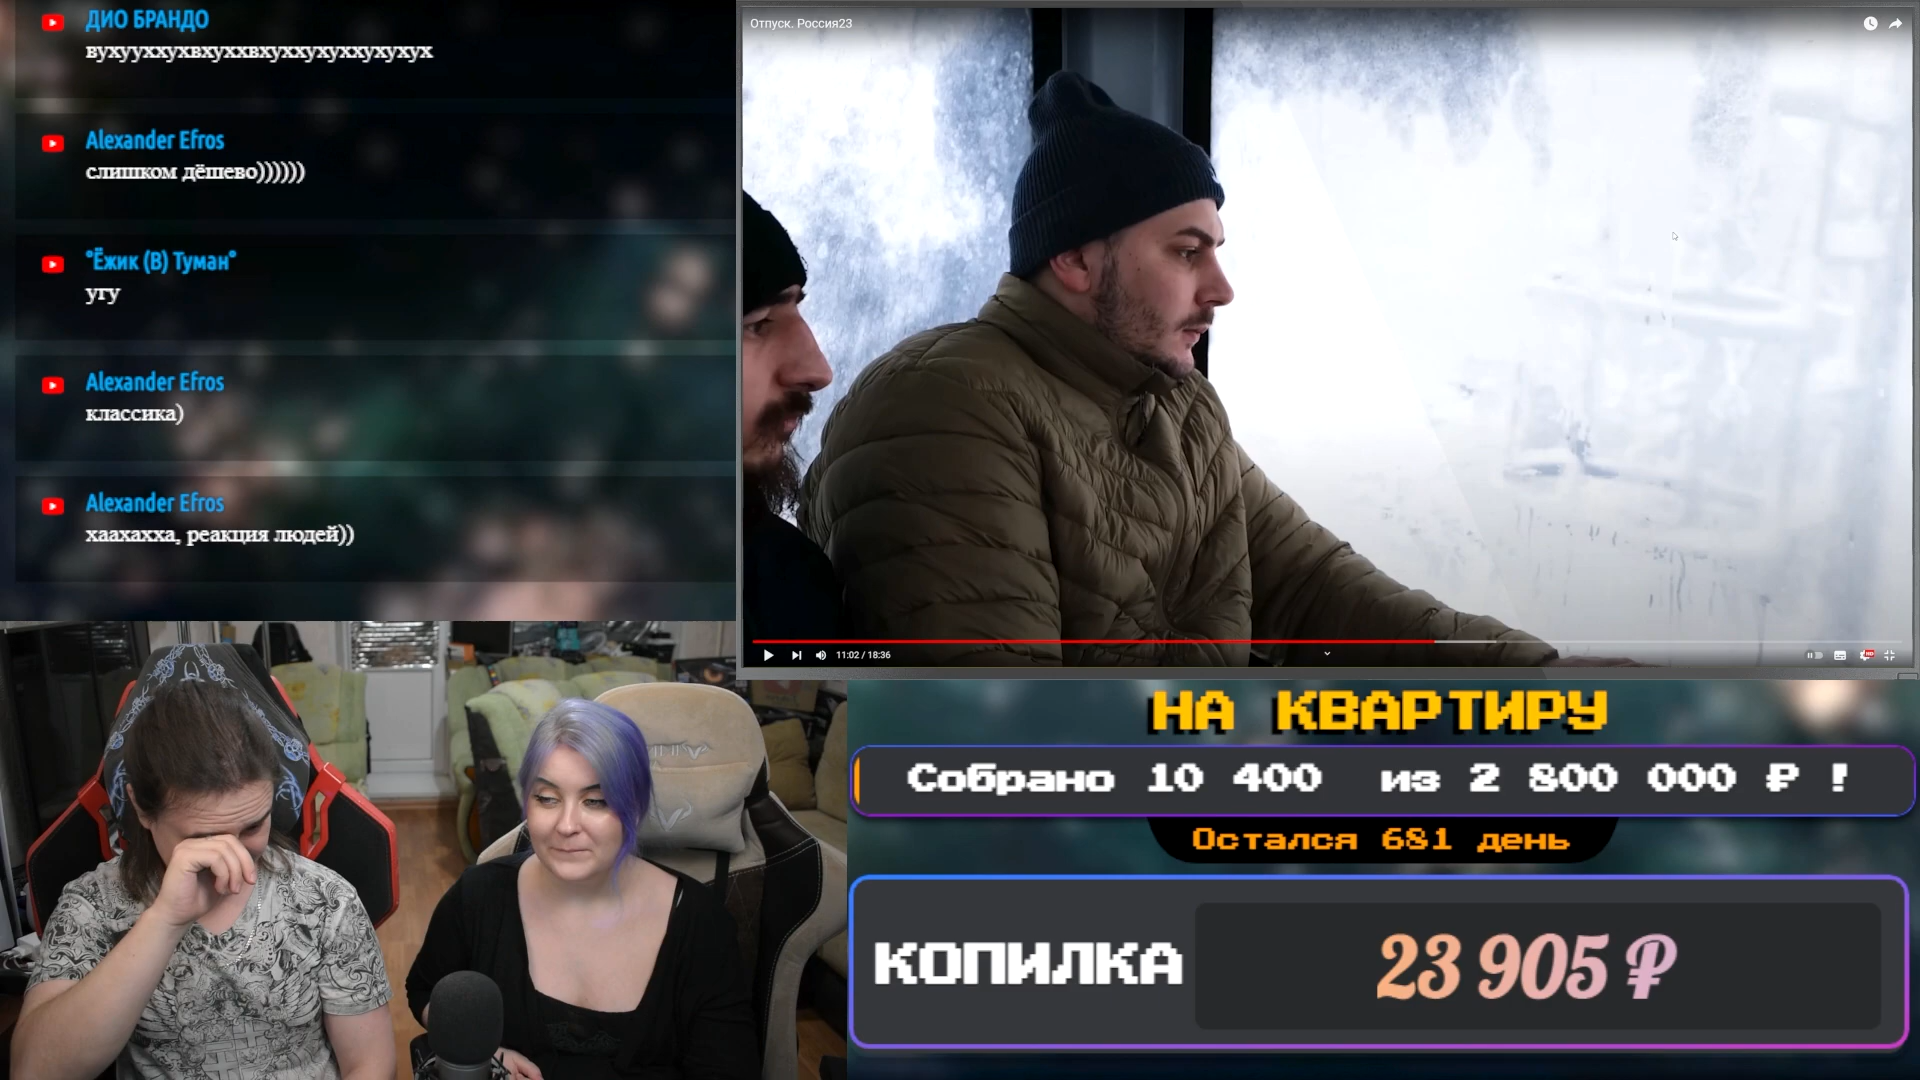 ДИО БРАНДО
вухууххухвхуххвхуххухуххухухух
Alexander Efros
слишком дёшево))))))
°Ёжик (В) Туман°
угу
Alexander Efros
классика)
Alexander Efros
хаахахха, реакция людей))
Отпуск. Россия23
11:02 / 18:36
НА КВАРТИРУ
Собрано 10 400 из 2 800 000 ₽ !
Остался 681 день
КОПИЛКА
23 905 ₽